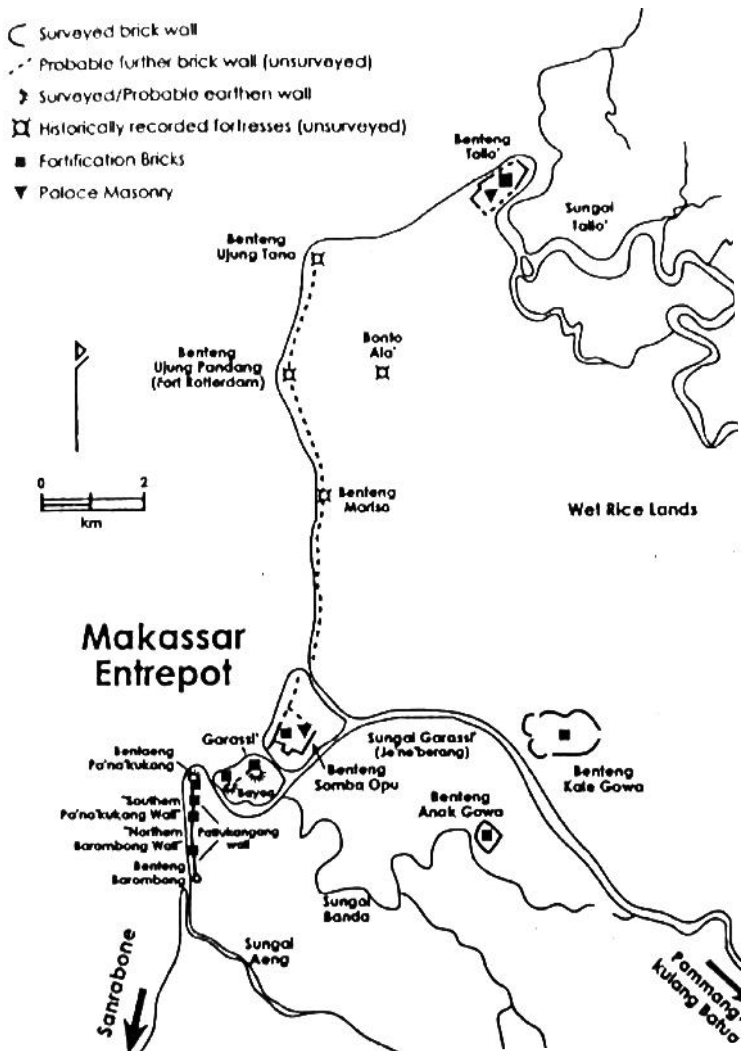 Surveyed brick wall
Probable further brick wall (unsurveyed)
Surveyed/Probable earthen wall
Historically recorded fortresses (unsurveyed)
Fortification Bricks
Palace Masonry
Benteng
Tallo'
Sungai
Tallo'
Benteng
Ujung Tana
Benteng
Ujung Pandang
(Fort Rotterdam)
Bonto
Ala'
0 2
km
Benteng
Mariso
Wet Rice Lands
Makassar
Entrepot
Garassi'
Sungai Garassi'
(Je'ne'berang)
Bentaeng
Pa'na'kukang
Bayoa
Benteng
Somba Opu
Benteng
Kale Gowa
"Southern
Pa'na'kukang Wall"
Benteng
Anak Gowa
"Northern
Barombong Wall"
Pattukangang
wall
Benteng
Barombong
Sungai
Banda
Sungai
Aeng
Sanrabone
Pammang-
kulang Batua